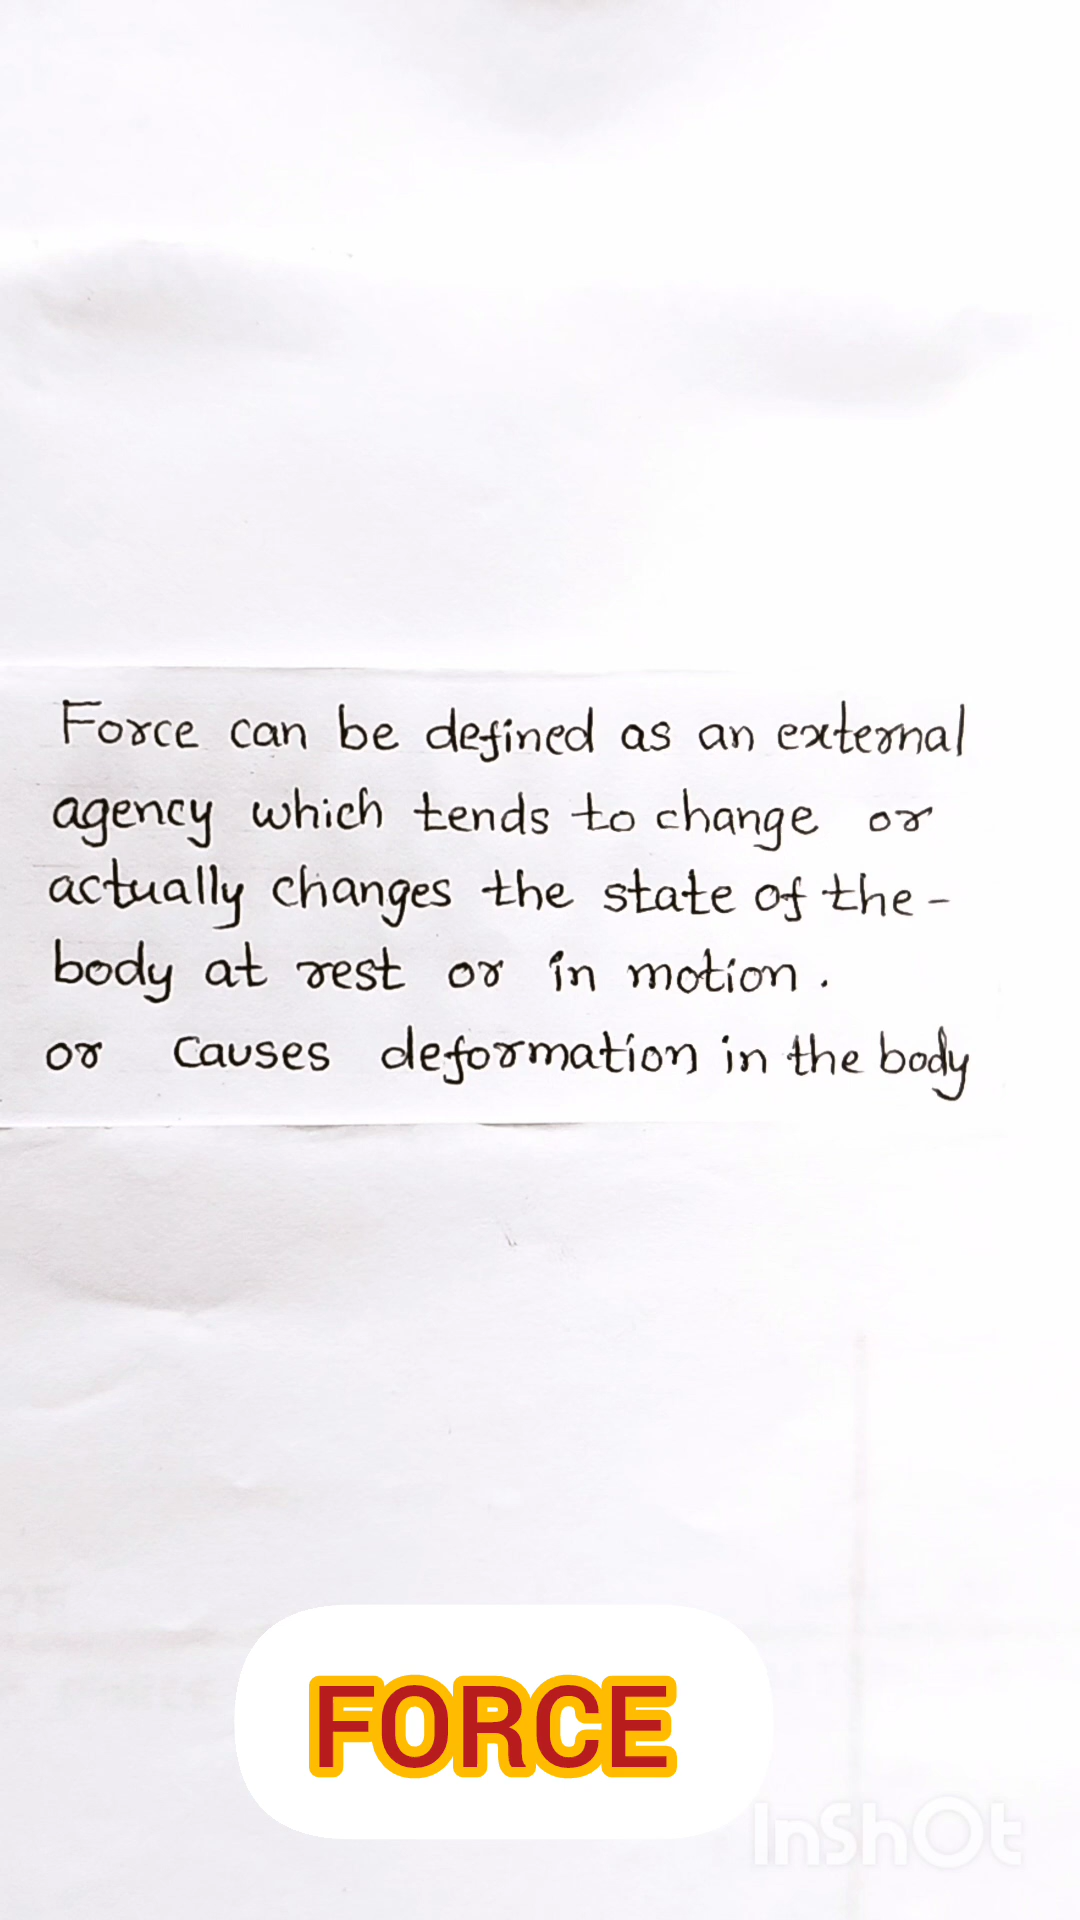 Force can be defined as an external
agency which tends to change or
actually changes the state of the-
body at rest or in motion.
or causes deformation in the body
FORCE
InShOt